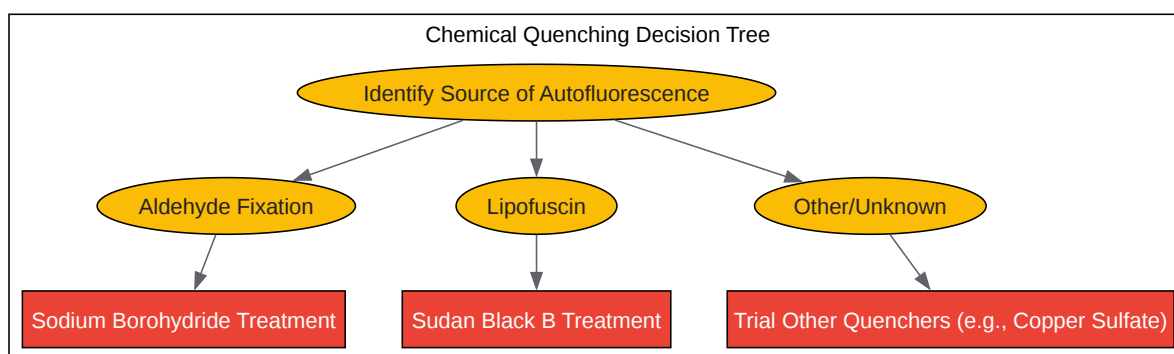 Chemical Quenching Decision Tree
Identify Source of Autofluorescence
Aldehyde Fixation
Lipofuscin
Other/Unknown
Sodium Borohydride Treatment
Sudan Black B Treatment
Trial Other Quenchers (e.g., Copper Sulfate)